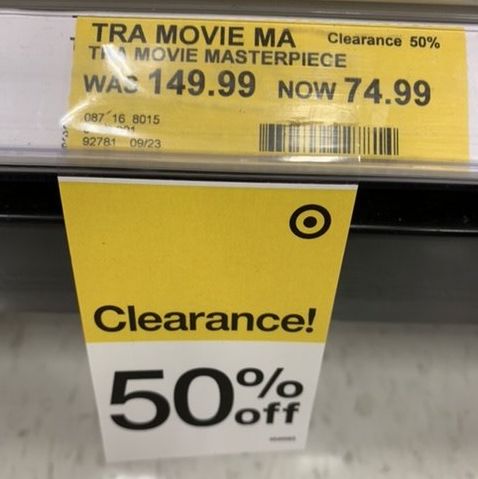 TRA MOVIE MA Clearance 50%
TRA MOVIE MASTERPIECE
WAS 149.99 NOW 74.99
087 16 8015
92781 09/23
Clearance!
50% off